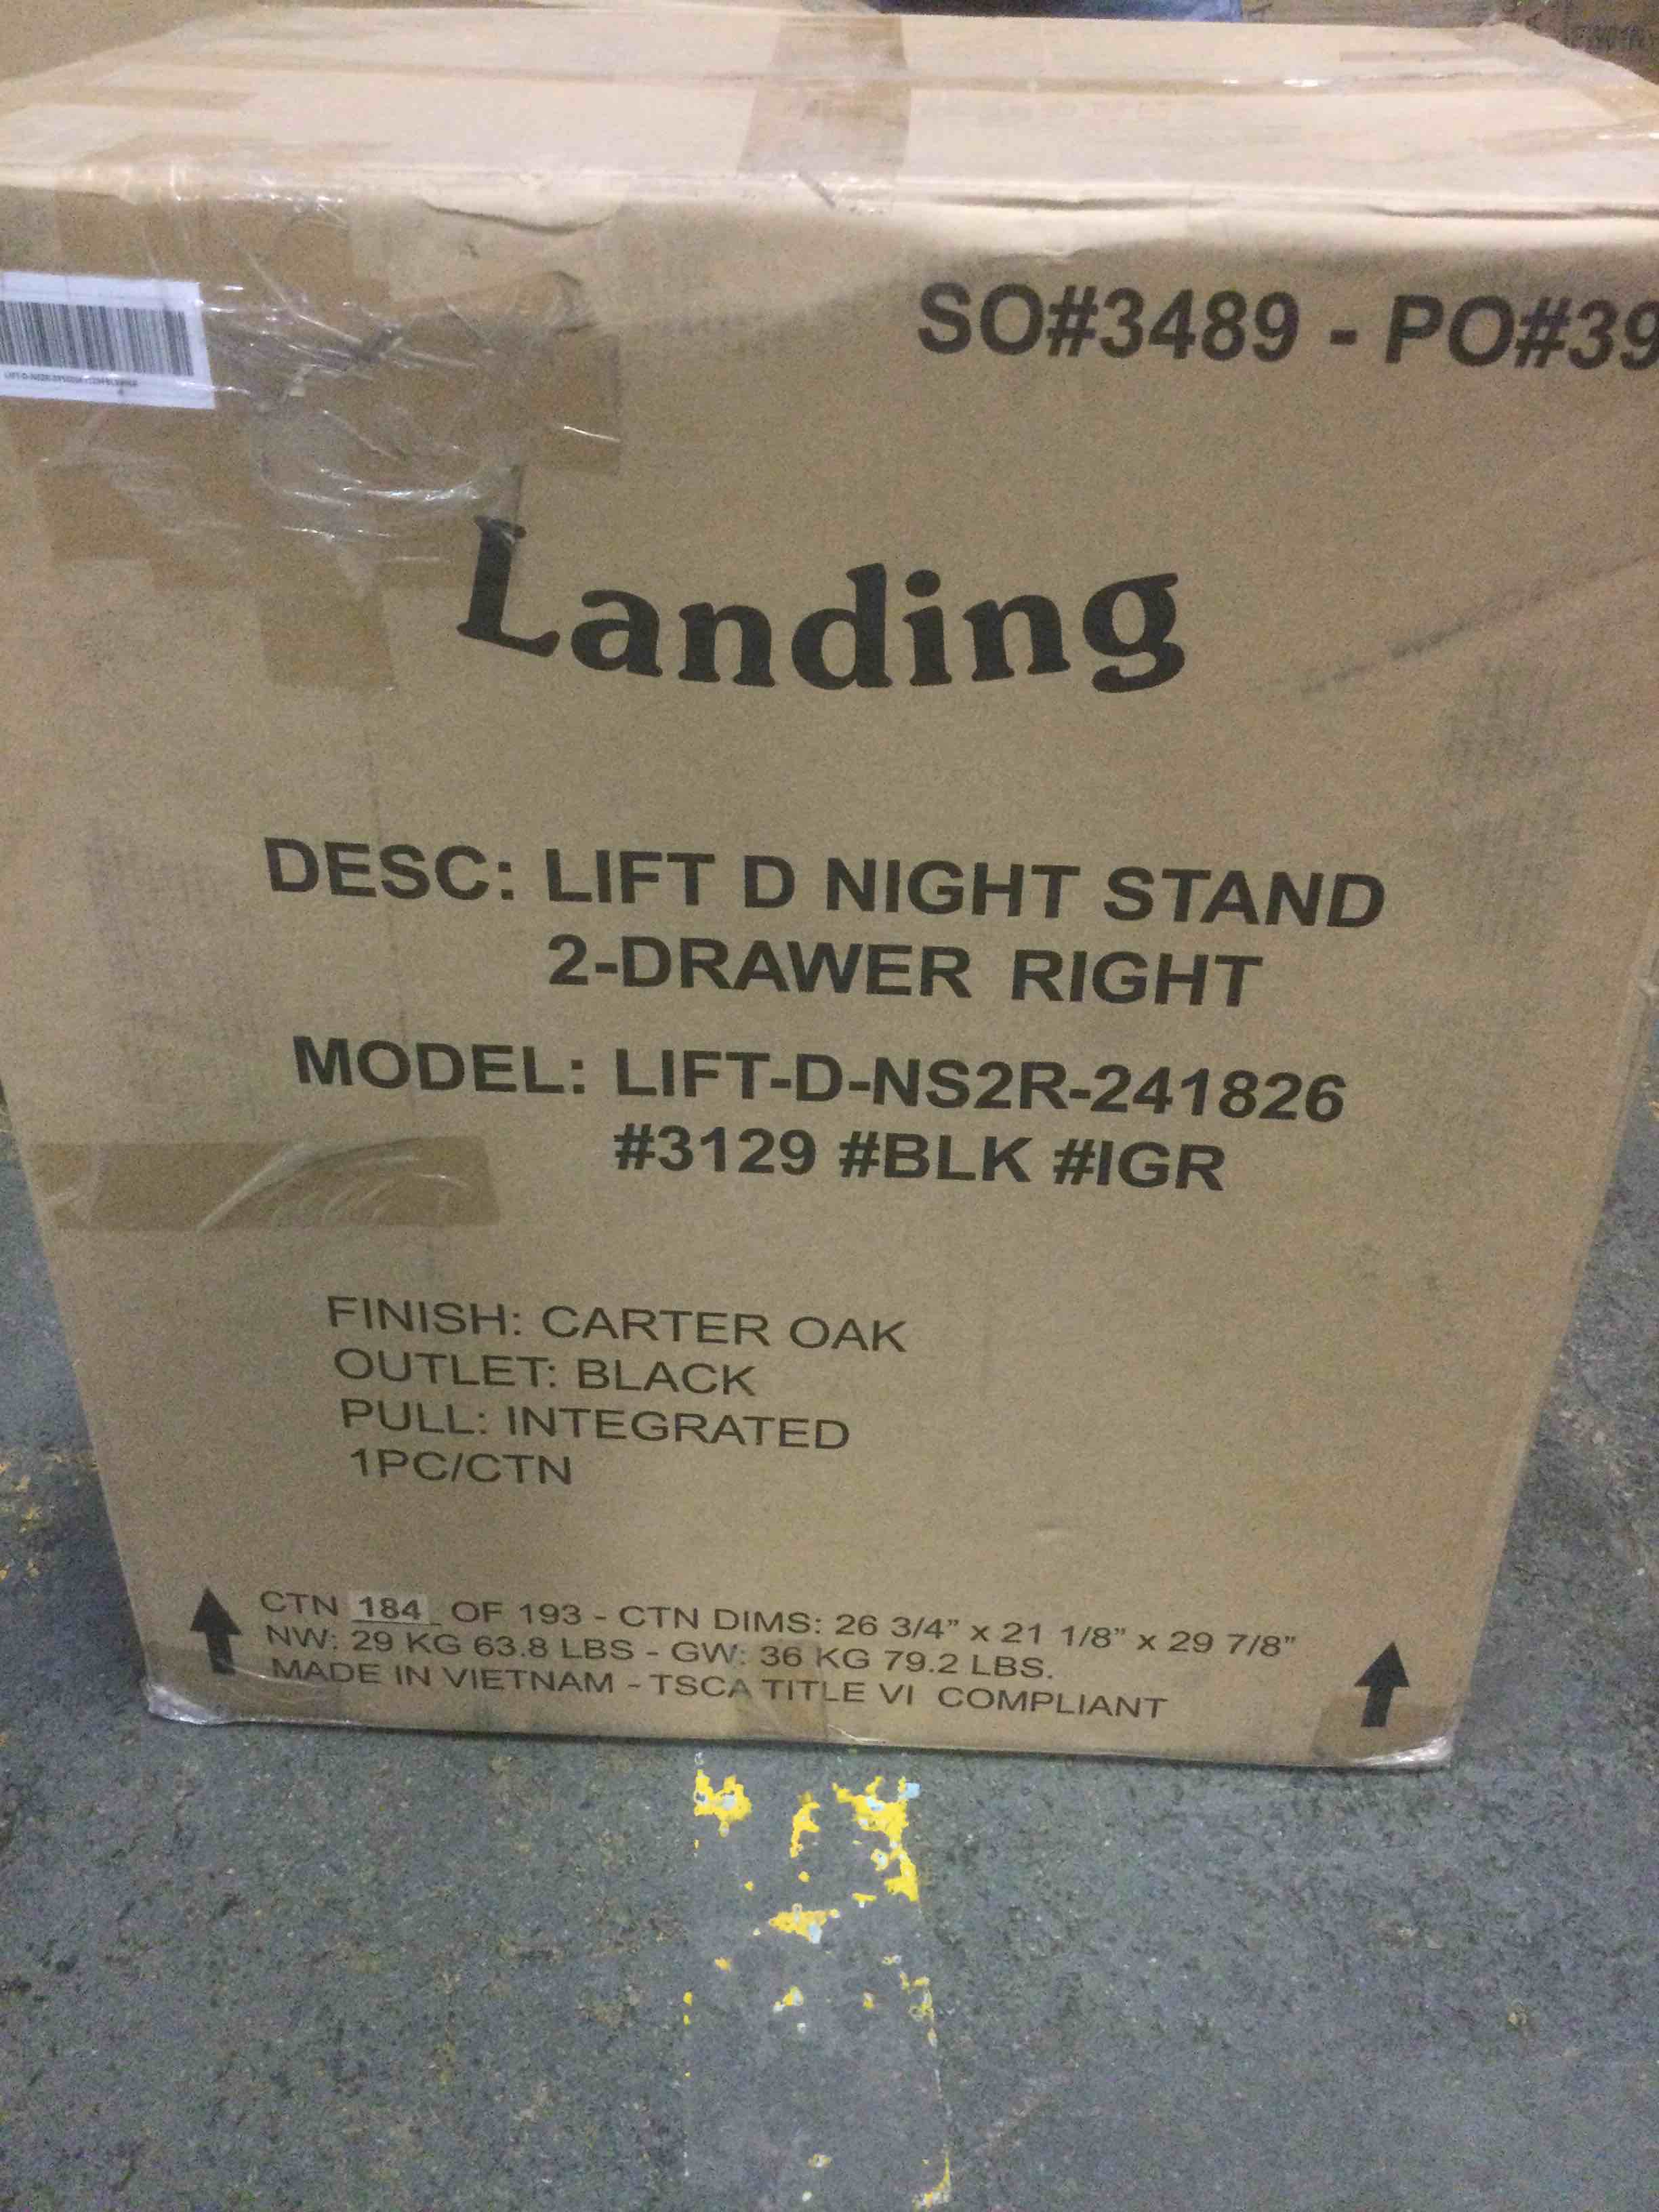 SO#3489 - PO#39
Landing
DESC: LIFT D NIGHT STAND
2-DRAWER RIGHT
MODEL: LIFT-D-NS2R-241826
#3129 #BLK #IGR
FINISH: CARTER OAK
OUTLET: BLACK
PULL: INTEGRATED
1PC/CTN
CTN 184 OF 193 - CTN DIMS: 26 3/4" x 21 1/8" x 29 7/8"
NW: 29 KG 63.8 LBS - GW: 36 KG 79.2 LBS.
MADE IN VIETNAM - TSCA TITLE VI COMPLIANT